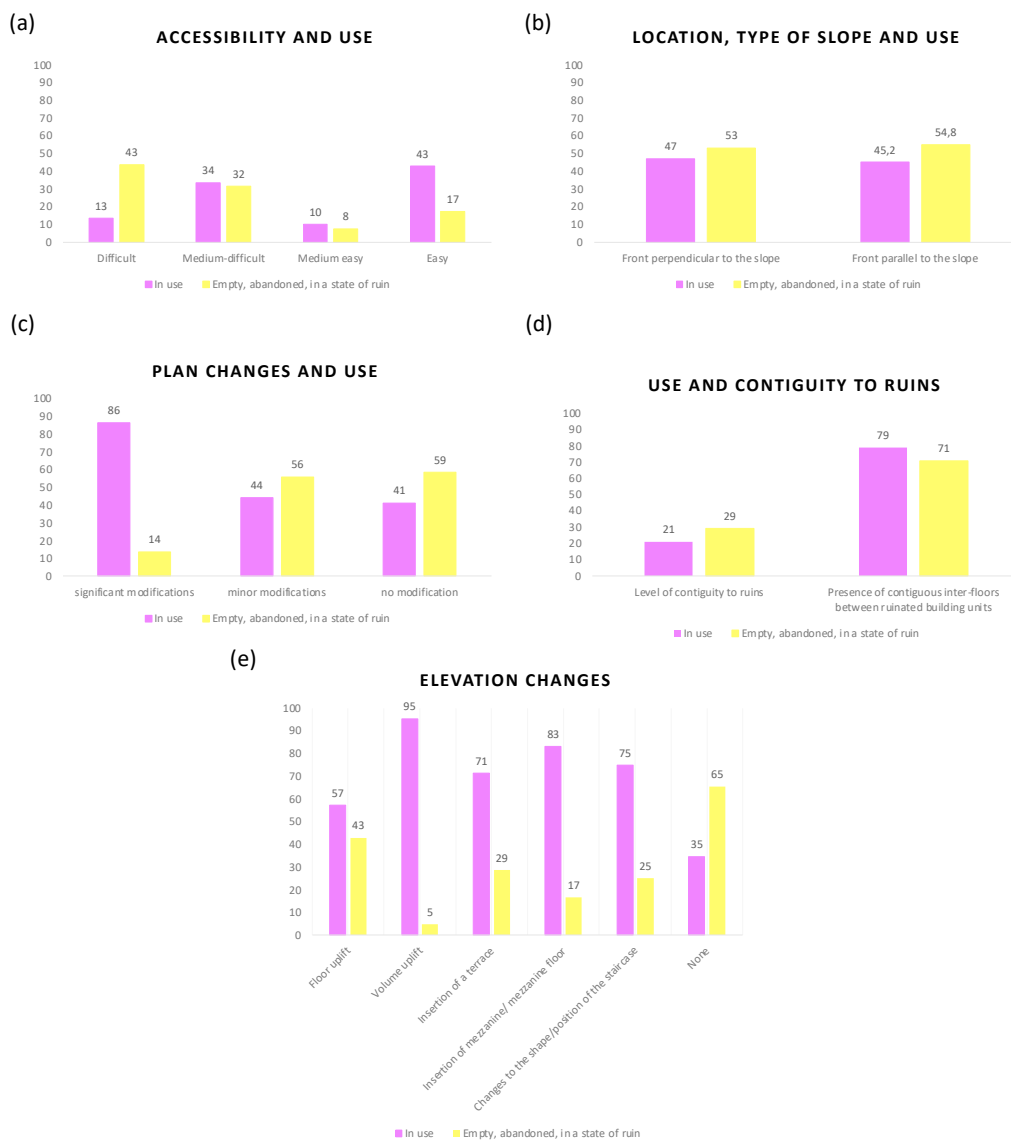 (a)
ACCESSIBILITY AND USE
100
90
80
70
60
50
40
30
20
10
0
13
43
34
32
10
8
43
17
Difficult
Medium-difficult
Medium easy
Easy
In use
Empty, abandoned, in a state of ruin
(b)
LOCATION, TYPE OF SLOPE AND USE
100
90
80
70
60
50
40
30
20
10
0
47
53
45,2
54,8
Front perpendicular to the slope
Front parallel to the slope
In use
Empty, abandoned, in a state of ruin
(c)
PLAN CHANGES AND USE
100
90
80
70
60
50
40
30
20
10
0
86
14
44
56
41
59
significant modifications
minor modifications
no modification
In use
Empty, abandoned, in a state of ruin
(d)
USE AND CONTIGUITY TO RUINS
100
90
80
70
60
50
40
30
20
10
0
21
29
79
71
Level of contiguity to ruins
Presence of contiguous inter-floors
between ruinated building units
In use
Empty, abandoned, in a state of ruin
(e)
ELEVATION CHANGES
100
90
80
70
60
50
40
30
20
10
0
57
43
95
5
71
29
83
17
75
25
35
65
Floor uplift
Volume uplift
Insertion of a terrace
Insertion of mezzanine/ mezzanine floor
Changes to the shape/position of the staircase
None
In use
Empty, abandoned, in a state of ruin